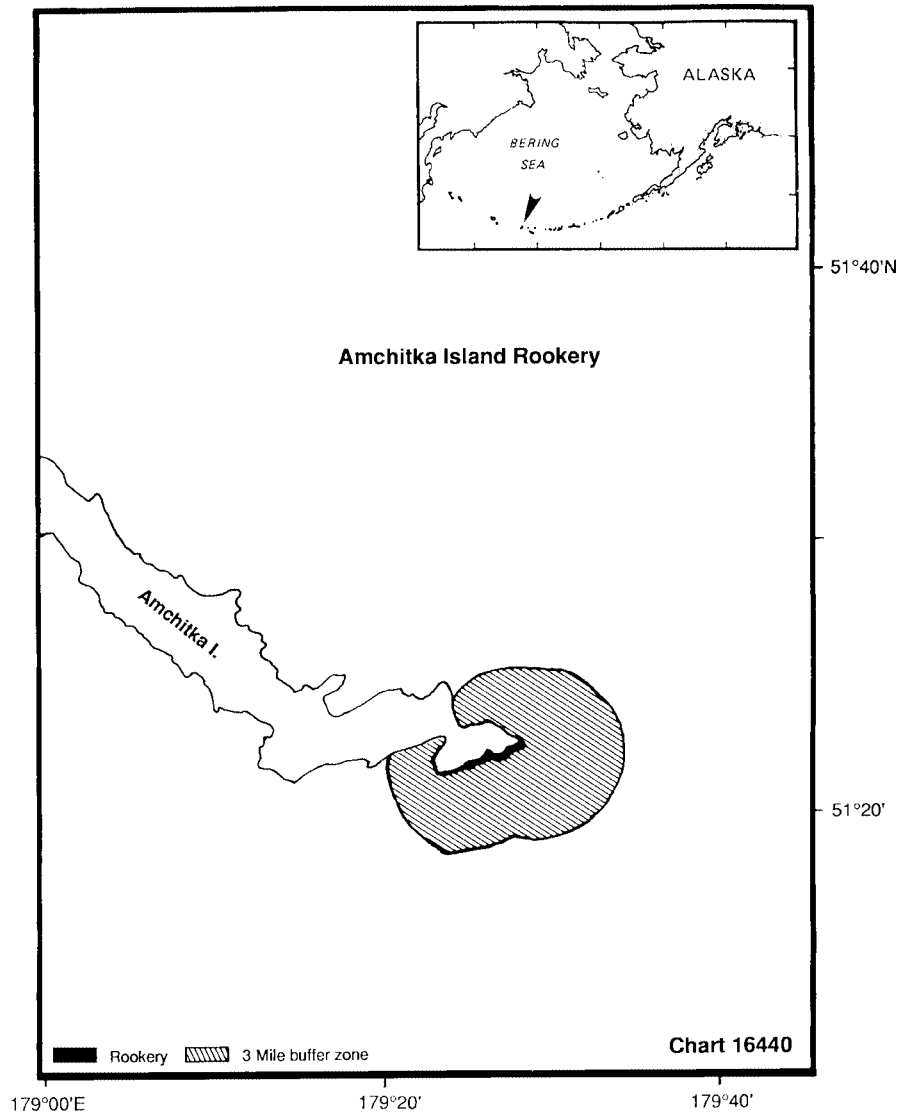 ALASKA
BERING
SEA
51°40'N
Amchitka Island Rookery
Amchitka I.
51°20'
Rookery
3 Mile buffer zone
Chart 16440
179°00'E
179°20'
179°40'